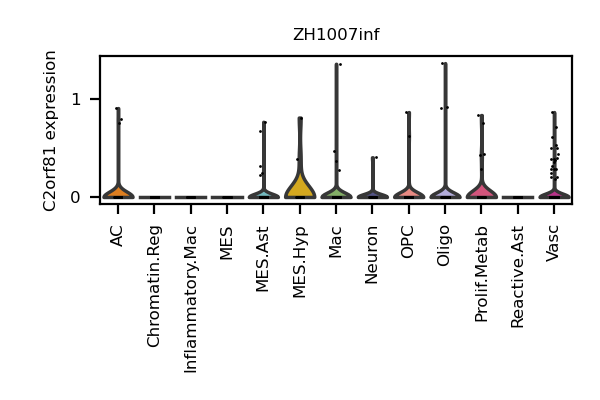 ZH1007inf
C2orf81 expression
1
0
AC
Chromatin.Reg
Inflammatory.Mac
MES
MES.Ast
MES.Hyp
Mac
Neuron
OPC
Oligo
Prolif.Metab
Reactive.Ast
Vasc